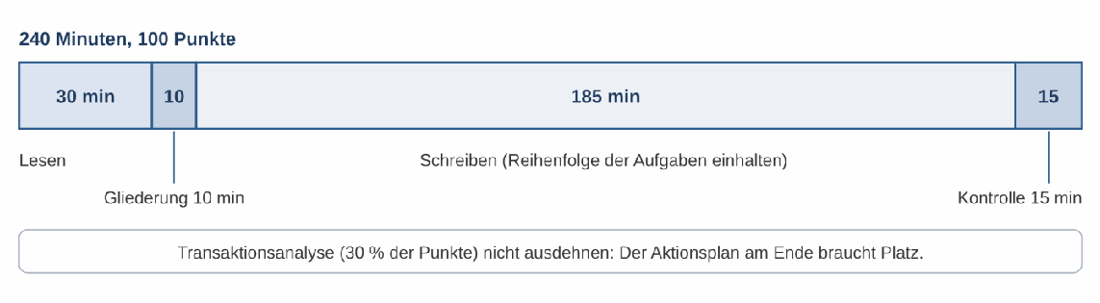 240 Minuten, 100 Punkte
30 min 10 185 min 15
Lesen Schreiben (Reihenfolge der Aufgaben einhalten)
Gliederung 10 min Kontrolle 15 min
Transaktionsanalyse (30 % der Punkte) nicht ausdehnen: Der Aktionsplan am Ende braucht Platz.